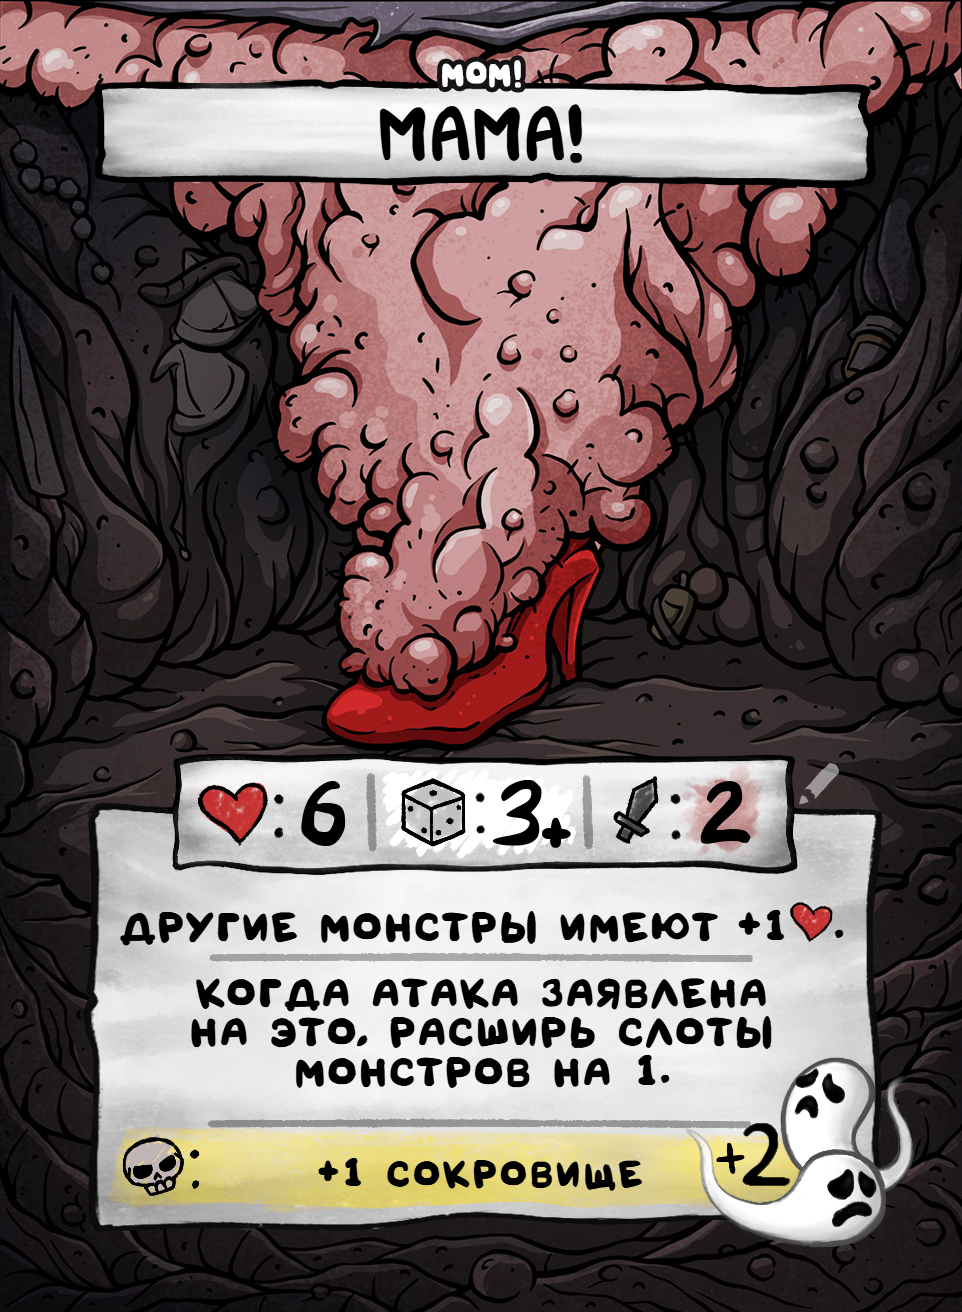 MOM!
МАМА!
: 6 : 3+ : 2
ДРУГИЕ МОНСТРЫ ИМЕЮТ +1 .
КОГДА АТАКА ЗАЯВЛЕНА
НА ЭТО, РАСШИРЬ СЛОТЫ
МОНСТРОВ НА 1.
: +1 СОКРОВИЩЕ +2